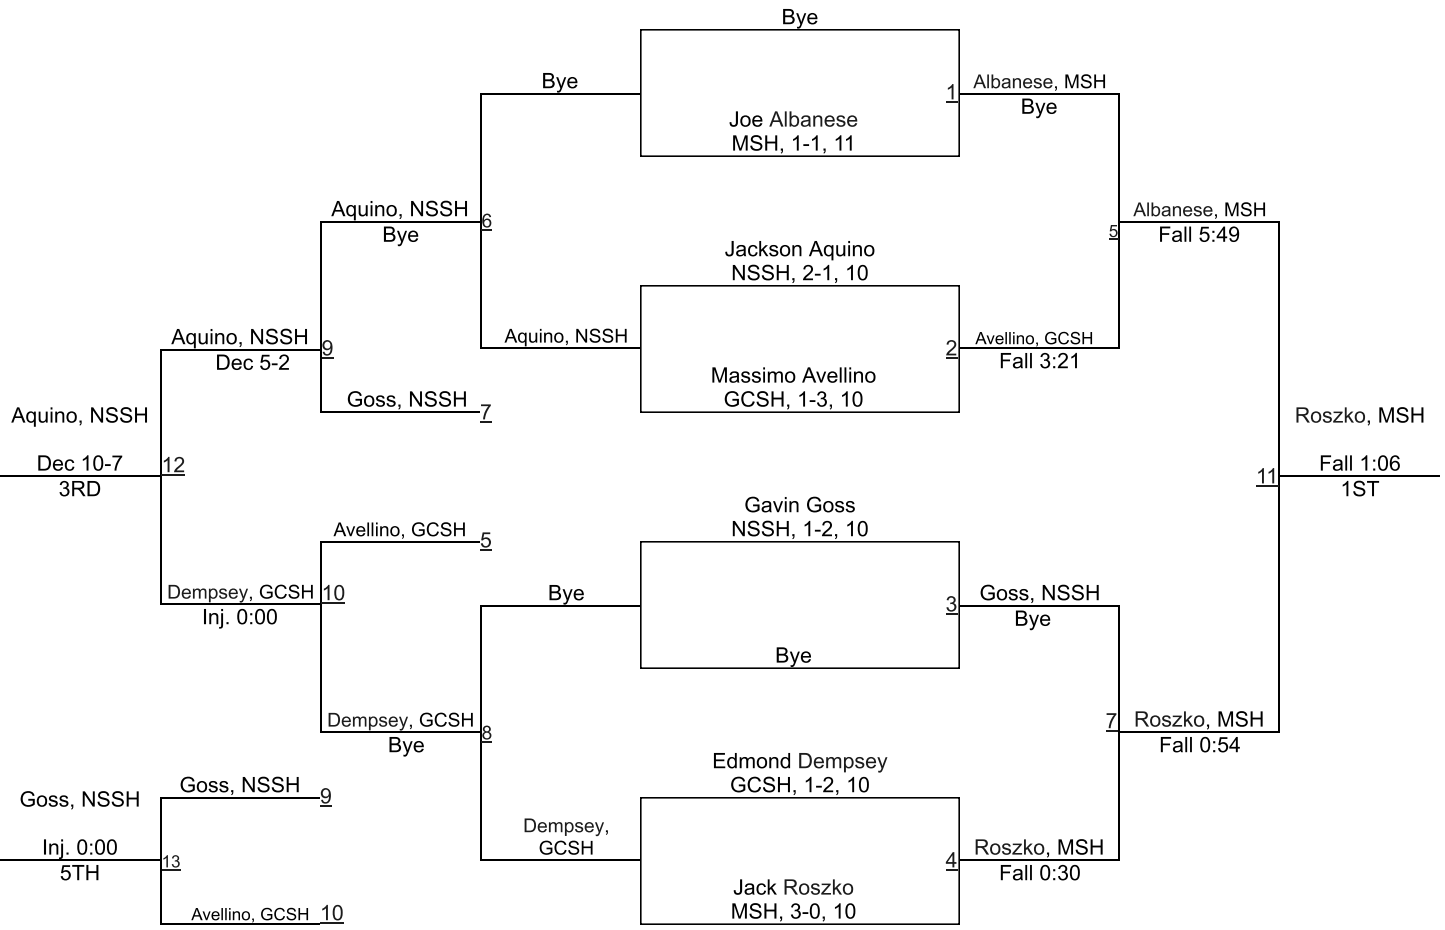 Bye
Bye
1
Albanese, MSH
Bye
Joe Albanese
MSH, 1-1, 11
Aquino, NSSH
Bye
6
Albanese, MSH
Fall 5:49
5
Jackson Aquino
NSSH, 2-1, 10
Aquino, NSSH
Dec 5-2
9
Aquino, NSSH
2
Avellino, GCSH
Fall 3:21
Massimo Avellino
GCSH, 1-3, 10
Goss, NSSH
7
Aquino, NSSH
Dec 10-7
3RD
12
Roszko, MSH
Fall 1:06
1ST
11
Gavin Goss
NSSH, 1-2, 10
Avellino, GCSH
5
Dempsey, GCSH
Inj. 0:00
10
Bye
3
Goss, NSSH
Bye
Bye
Dempsey, GCSH
Bye
8
7
Roszko, MSH
Fall 0:54
Edmond Dempsey
GCSH, 1-2, 10
Goss, NSSH
9
Goss, NSSH
Inj. 0:00
5TH
13
Dempsey,
GCSH
4
Roszko, MSH
Fall 0:30
Jack Roszko
MSH, 3-0, 10
Avellino, GCSH
10